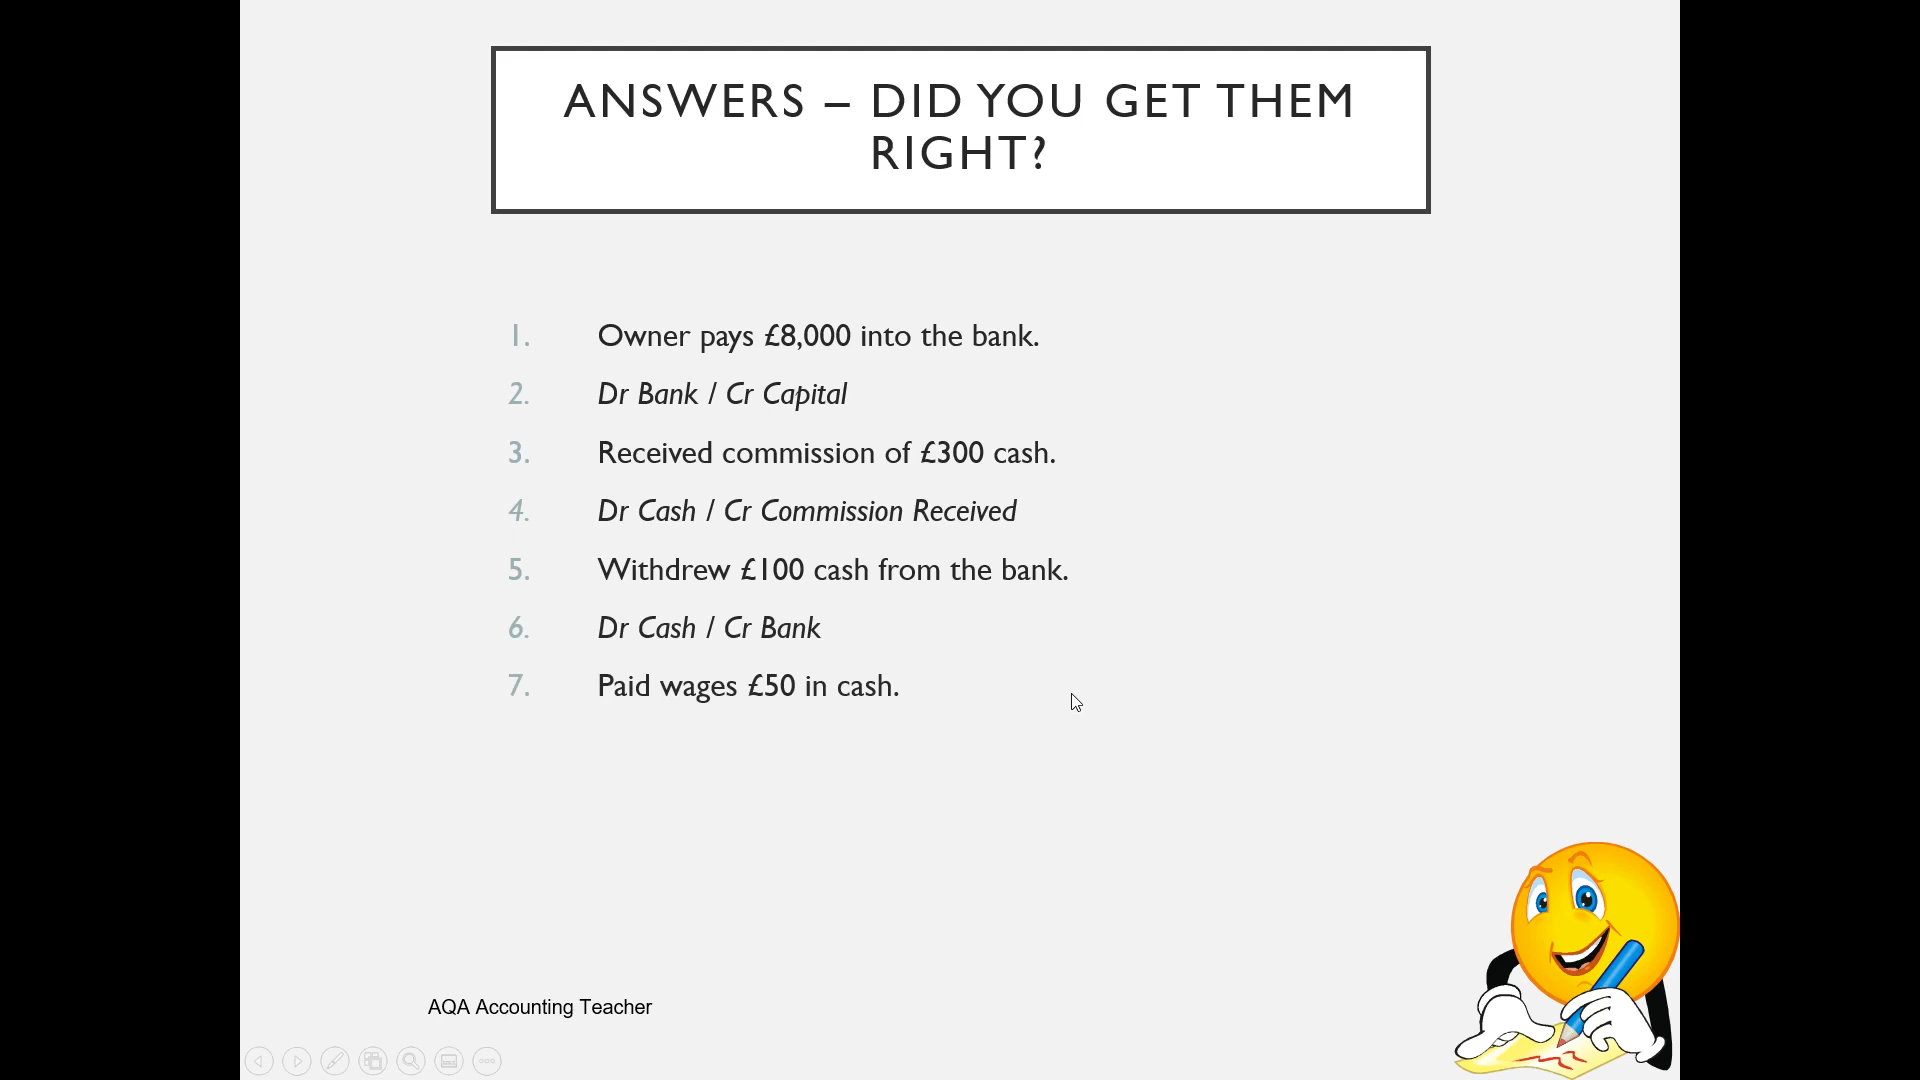 ANSWERS – DID YOU GET THEM
RIGHT?
1. Owner pays £8,000 into the bank.
2. Dr Bank / Cr Capital
3. Received commission of £300 cash.
4. Dr Cash / Cr Commission Received
5. Withdrew £100 cash from the bank.
6. Dr Cash / Cr Bank
7. Paid wages £50 in cash.
AQA Accounting Teacher